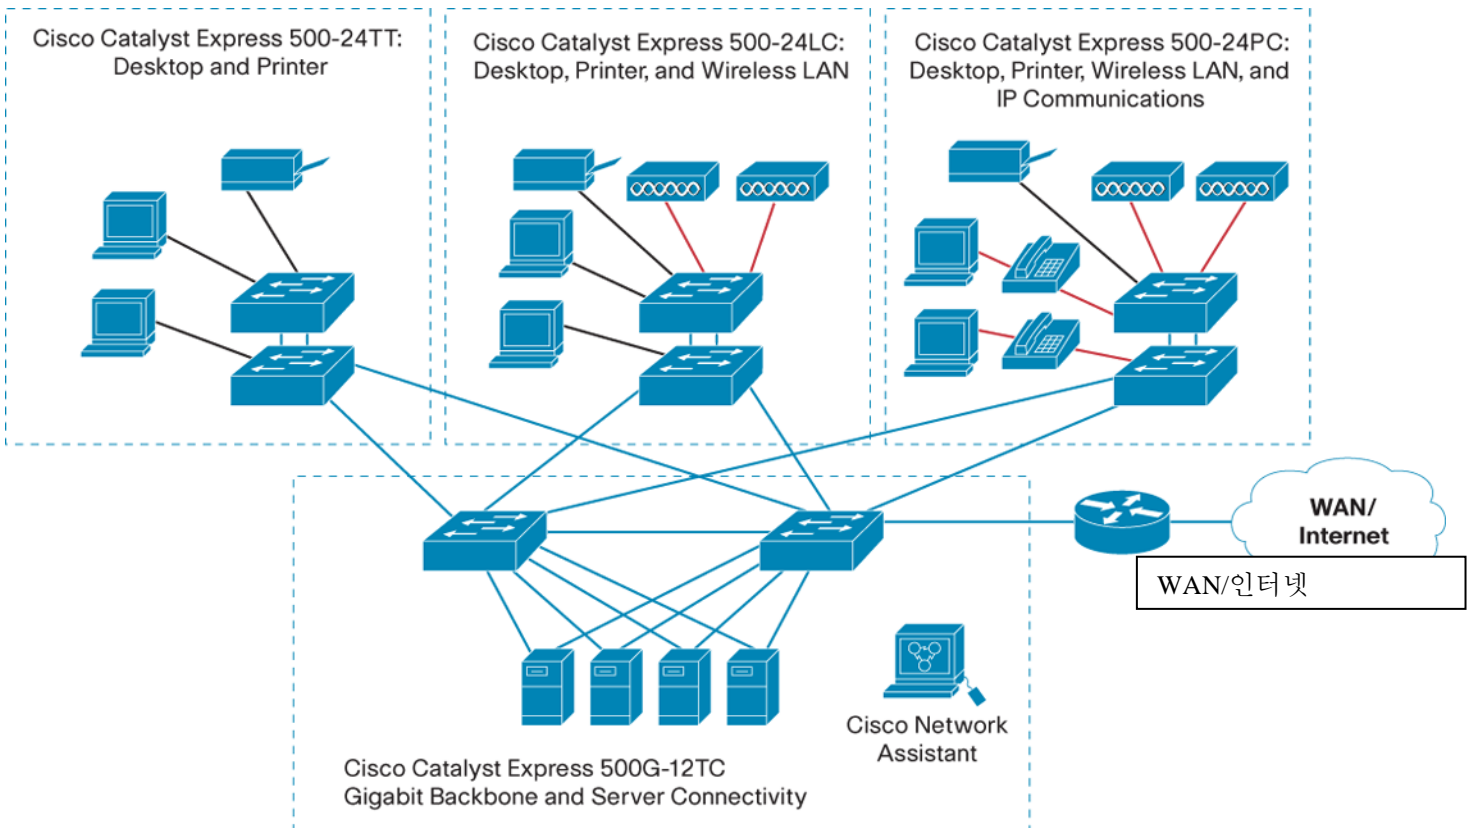 Cisco Catalyst Express 500-24TT:
Desktop and Printer
Cisco Catalyst Express 500-24LC:
Desktop, Printer, and Wireless LAN
Cisco Catalyst Express 500-24PC:
Desktop, Printer, Wireless LAN, and
IP Communications
WAN/
Internet
WAN/인터넷
Cisco Network
Assistant
Cisco Catalyst Express 500G-12TC
Gigabit Backbone and Server Connectivity